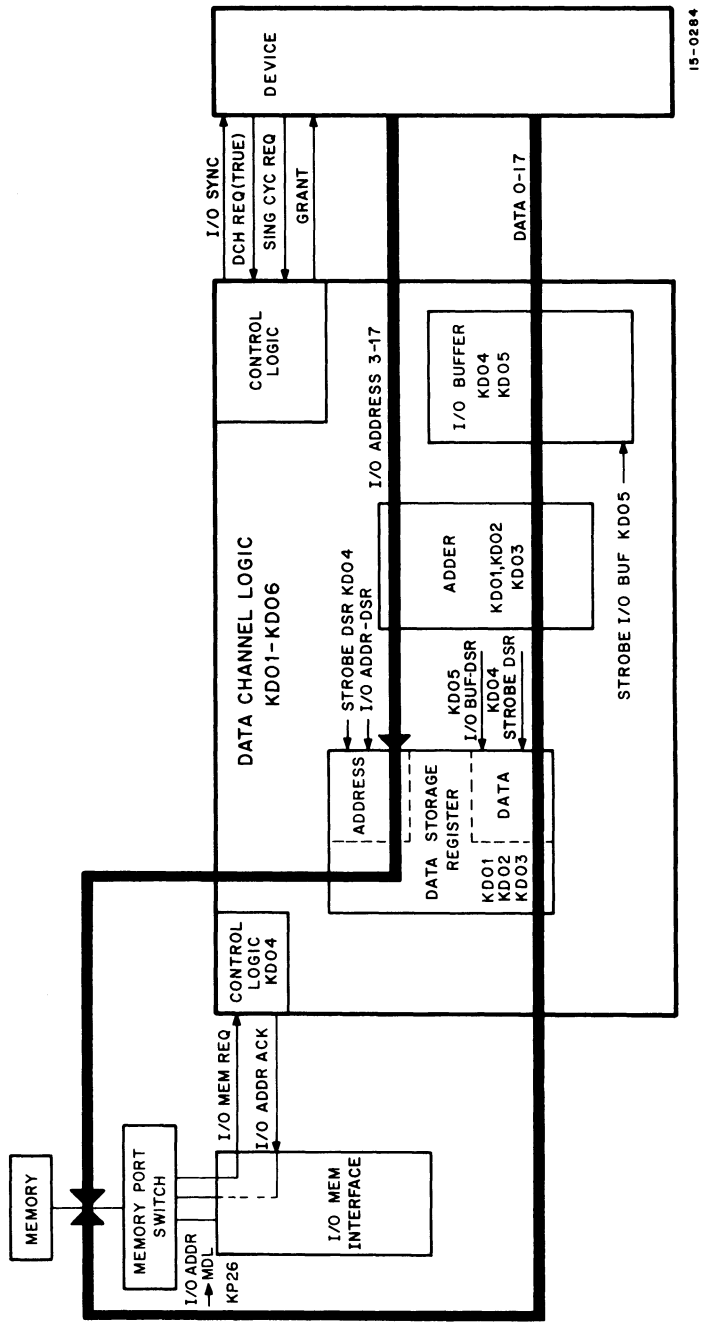 MEMORY
MEMORY PORT
SWITCH
I/O ADDR
MDL
KP26
I/O MEM
INTERFACE
I/O MEM REQ
I/O ADDR ACK
DATA CHANNEL LOGIC
KD01-KD06
CONTROL
LOGIC
KD04
ADDRESS
DATA STORAGE
REGISTER
KD01
KD02
KD03
DATA
STROBE DSR KD04
I/O ADDR-DSR
KD05
I/O BUF-DSR
KD04
STROBE DSR
ADDER
KD01,KD02
KD03
I/O ADDRESS 3-17
I/O BUFFER
KD04
KD05
STROBE I/O BUF KD05
CONTROL
LOGIC
I/O SYNC
DCH REQ(TRUE)
SING CYC REQ
GRANT
DATA 0-17
DEVICE
15-0284